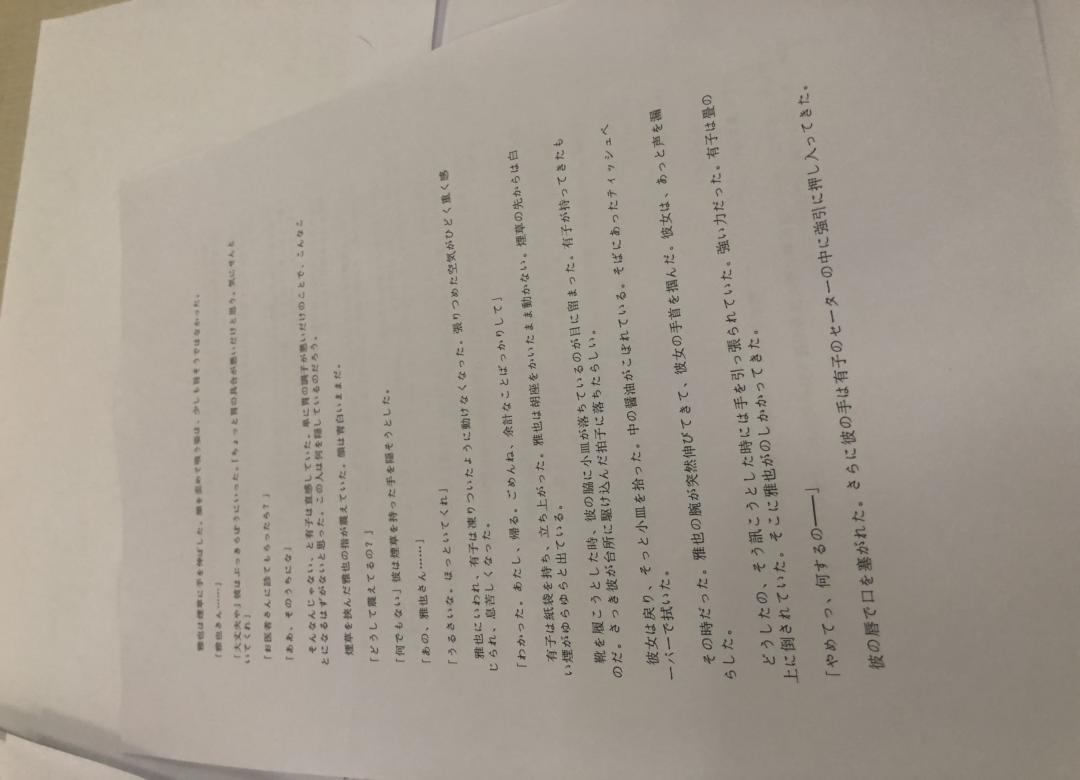 雅也は煙草に手を伸ばした。顔を歪めて喫う姿は、少しも旨そうではなかった。
「雅也さん……」
「大丈夫や」彼はぶっきらぼうにいった。「ちょっと胃の具合が悪いだけと思う。気にせんと
いてくれ」
「お医者さんに診てもらったら?」
「ああ、そのうちにな」
そんなんじゃない、と有子は直感していた。単に胃の調子が悪いだけのことで、こんなこ
とになるはずがないと思った。この人は何を隠しているのだろう。
煙草を挟んだ雅也の指が震えていた。顔は青白いままだ。
「どうして震えてるの?」
「何でもない」彼は煙草を持った手を隠そうとした。
「あの、雅也さん……」
「うるさいな。ほっといてくれ」
雅也にいわれ、有子は凍りついたように動けなくなった。張りつめた空気がひどく重く感
じられ、息苦しくなった。
「わかった。あたし、帰る。ごめんね、余計なことばっかりして」
有子は紙袋を持ち、立ち上がった。雅也は胡座をかいたまま動かない。煙草の先からは白
い煙がゆらゆらと出ている。
靴を履こうとした時、彼の脇に小皿が落ちているのが目に留まった。有子が持ってきたも
のだ。さっき彼が台所に駆け込んだ拍子に落ちたらしい。
彼女は戻り、そっと小皿を拾った。中の醤油がこぼれている。そばにあったティッシュペ
ーパーで拭いた。
その時だった。雅也の腕が突然伸びてきて、彼女の手首を掴んだ。彼女は、あっと声を漏
らした。
どうしたの、そう訊こうとした時には手を引っ張られていた。強い力だった。有子は畳の
上に倒されていた。そこに雅也がのしかかってきた。
「やめてっ、何するの――」
彼の唇で口を塞がれた。さらに彼の手は有子のセーターの中に強引に押し入ってきた。